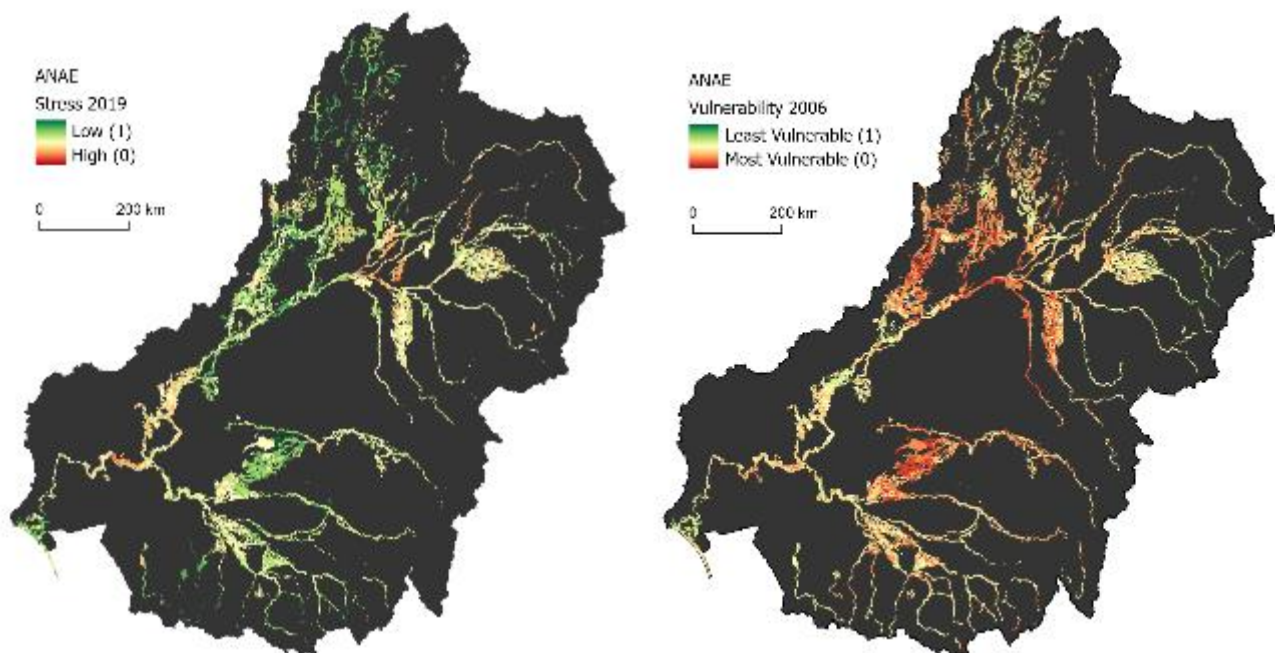 ANAE
Stress 2019
Low (1)
High (0)
0 200 km
ANAE
Vulnerability 2006
Least Vulnerable (1)
Most Vulnerable (0)
0 200 km